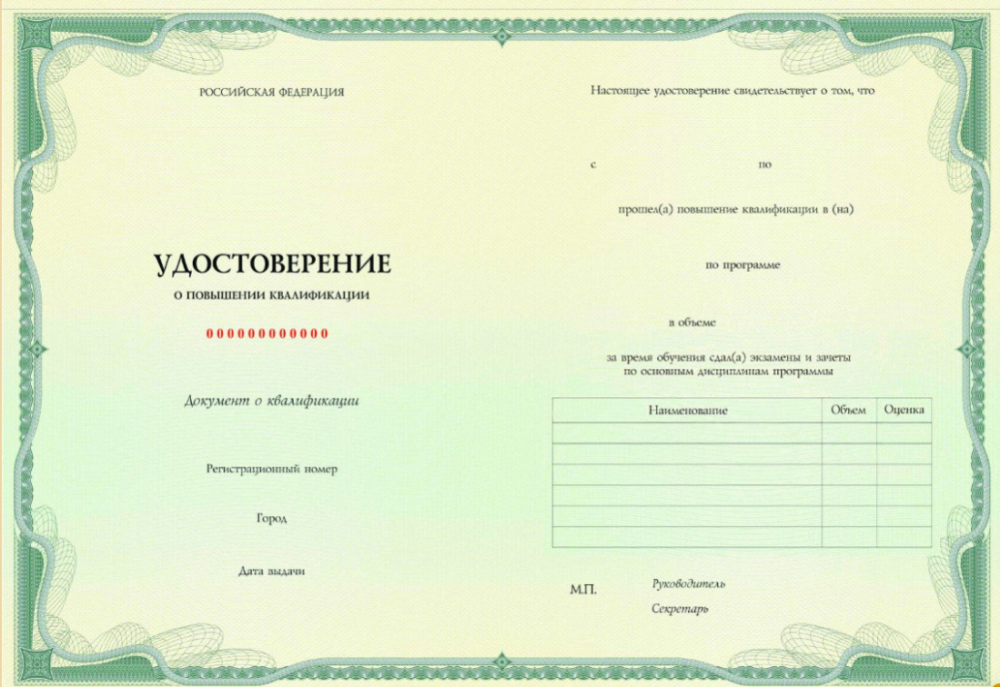 РОССИЙСКАЯ ФЕДЕРАЦИЯ
УДОСТОВЕРЕНИЕ
О ПОВЫШЕНИИ КВАЛИФИКАЦИИ
000000000000
Документ о квалификации
Регистрационный номер
Город
Дата выдачи
Настоящее удостоверение свидетельствует о том, что
с по
прошел(а) повышение квалификации в (на)
по программе
в объеме
за время обучения сдал(а) экзамены и зачеты
по основным дисциплинам программы
Наименование Объем Оценка
М.П. Руководитель
Секретарь